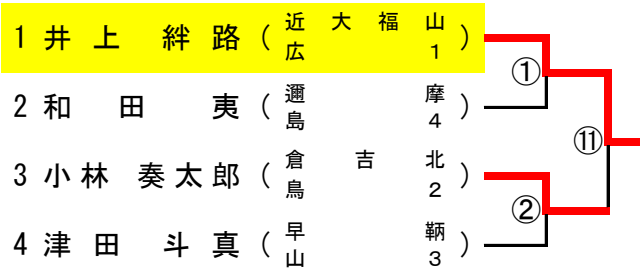 1 井上 絆路 (近大福山 広1)
①
2 和田 夷 (邇摩 島4)
⑪
3 小林 奏太郎 (倉吉北 鳥2)
②
4 津田 斗真 (早鞆 山3)